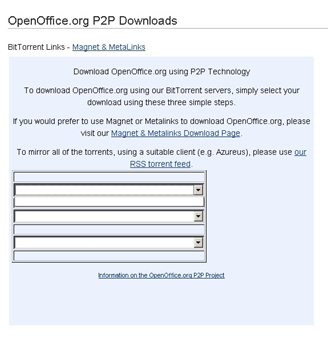 OpenOffice.org P2P Downloads
BitTorrent Links - Magnet & MetaLinks
Download OpenOffice.org using P2P Technology
To download OpenOffice.org using our BitTorrent servers, simply select your
download using these three simple steps.
If you would prefer to use Magnet or Metalinks to download OpenOffice.org, please
visit our Magnet & Metalinks Download Page.
To mirror all of the torrents, using a suitable client (e.g. Azureus), please use our
RSS torrent feed.
Information on the OpenOffice.org P2P Project